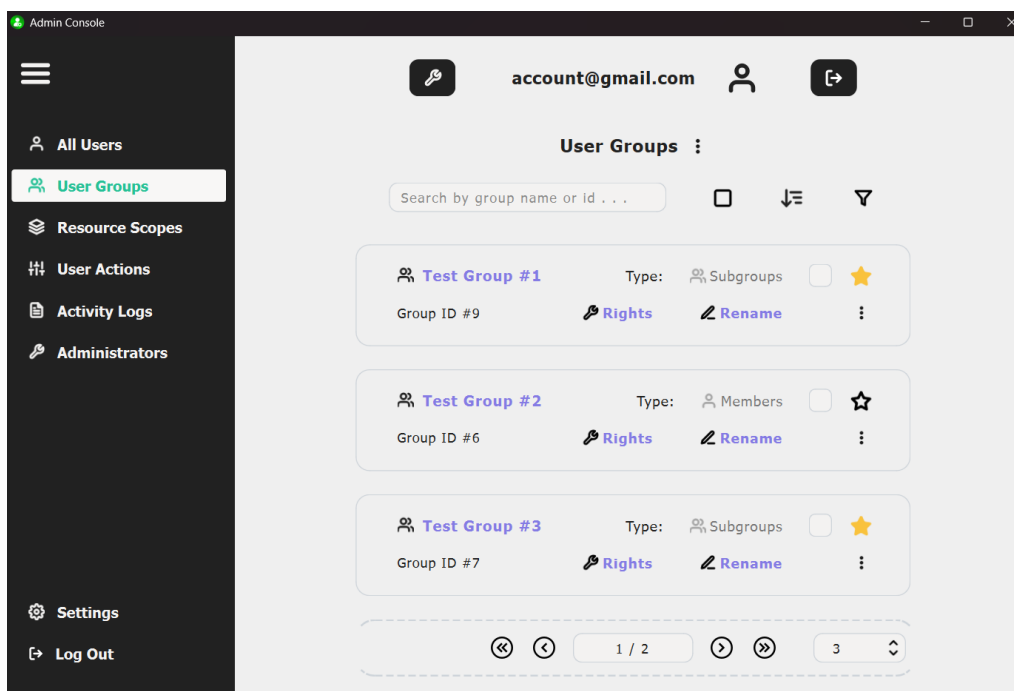 Admin Console
account@gmail.com
All Users
User Groups
Resource Scopes
User Actions
Activity Logs
Administrators
Settings
Log Out
User Groups
Search by group name or id . . .
Test Group #1 Type: Subgroups
Group ID #9 Rights Rename
Test Group #2 Type: Members
Group ID #6 Rights Rename
Test Group #3 Type: Subgroups
Group ID #7 Rights Rename
1 / 2 3